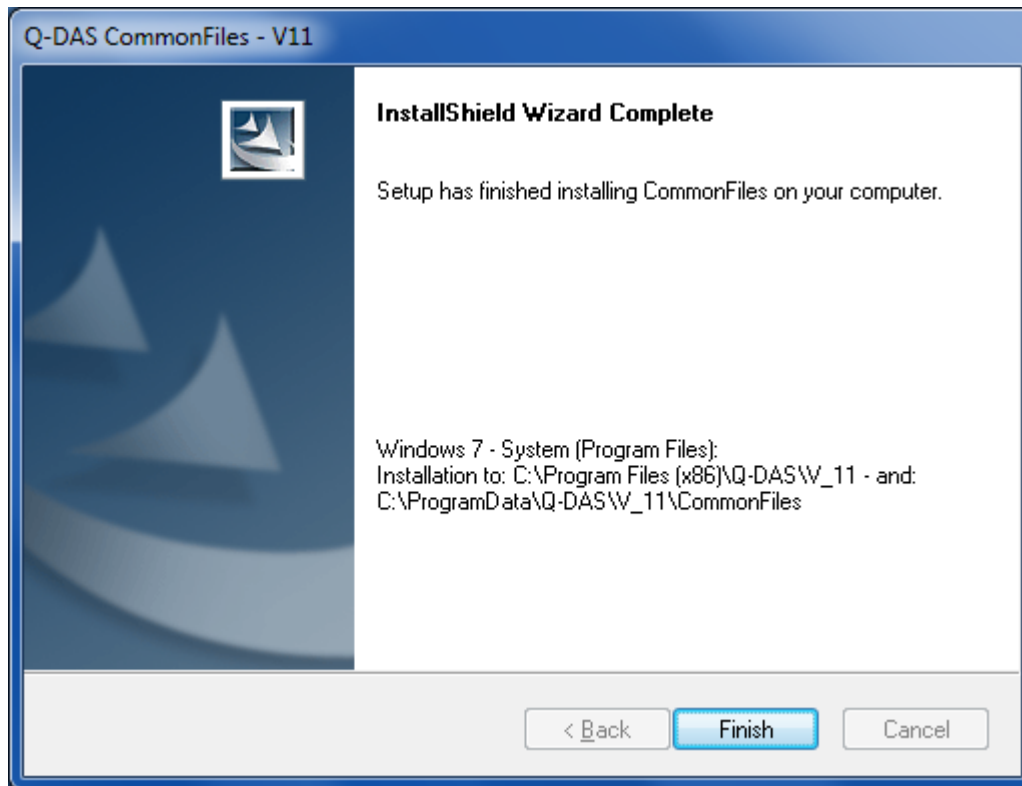 Q-DAS CommonFiles - V11
InstallShield Wizard Complete
Setup has finished installing CommonFiles on your computer.
Windows 7 - System (Program Files):
Installation to: C:\Program Files (x86)\Q-DAS\V_11 - and:
C:\ProgramData\Q-DAS\V_11\CommonFiles
< Back Finish Cancel